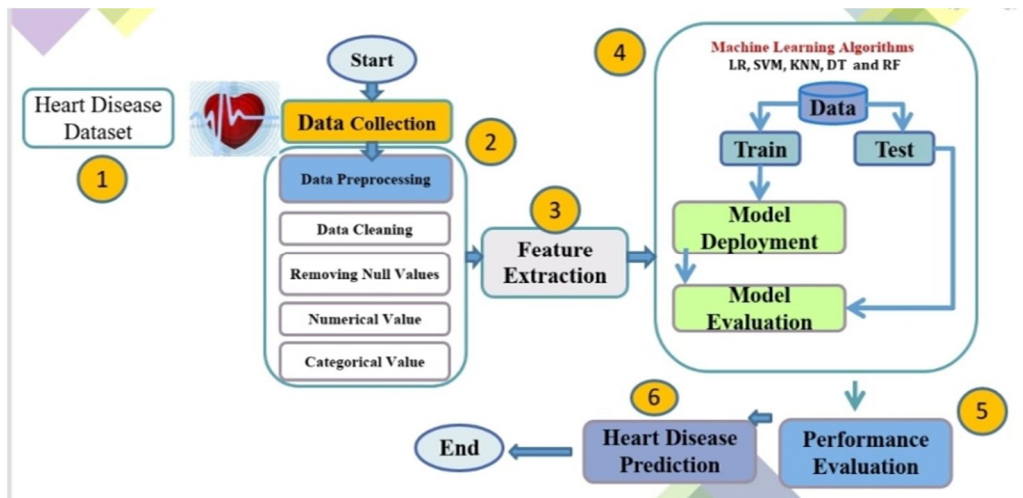 Start
Heart Disease
Dataset
1
Data Collection
2
Data Preprocessing
Data Cleaning
Removing Null Values
Numerical Value
Categorical Value
3
Feature
Extraction
4
Machine Learning Algorithms
LR, SVM, KNN, DT and RF
Data
Train
Test
Model
Deployment
Model
Evaluation
5
Performance
Evaluation
6
Heart Disease
Prediction
End